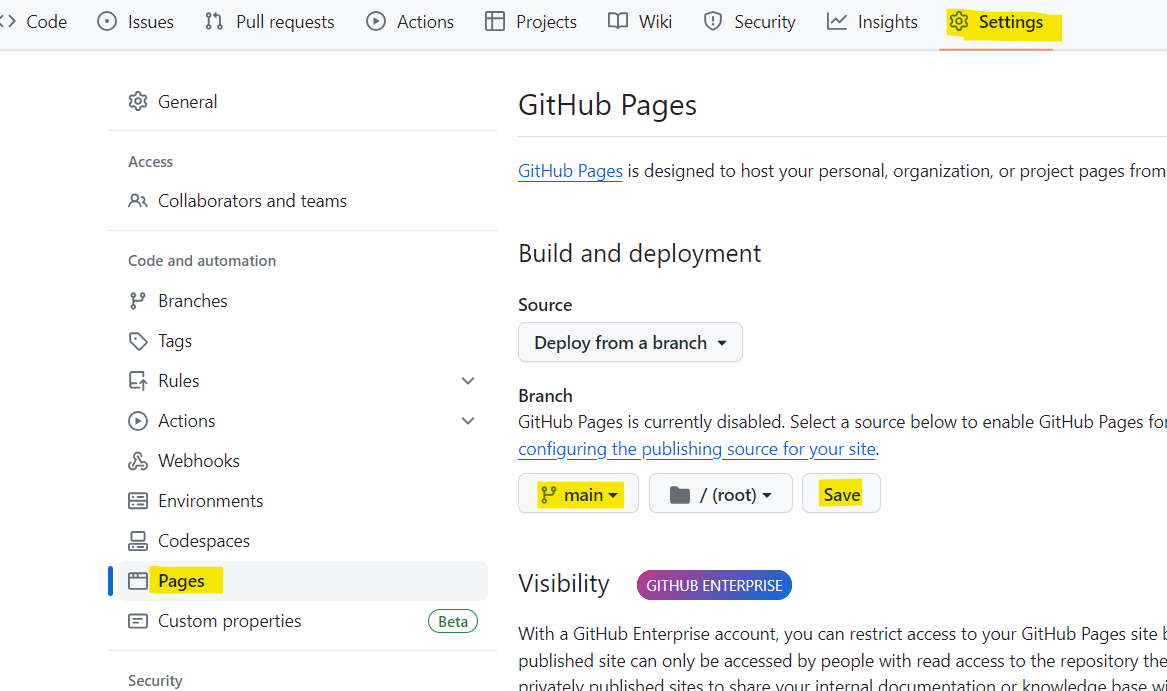 Code Issues Pull requests Actions Projects Wiki Security Insights Settings
General
Access
Collaborators and teams
Code and automation
Branches
Tags
Rules
Actions
Webhooks
Environments
Codespaces
Pages
Custom properties Beta
Security
GitHub Pages
GitHub Pages is designed to host your personal, organization, or project pages from
Build and deployment
Source
Deploy from a branch
Branch
GitHub Pages is currently disabled. Select a source below to enable GitHub Pages for
configuring the publishing source for your site.
main / (root) Save
Visibility GITHUB ENTERPRISE
With a GitHub Enterprise account, you can restrict access to your GitHub Pages site
published site can only be accessed by people with read access to the repository the
privately published sites to share your internal documentation or knowledge base